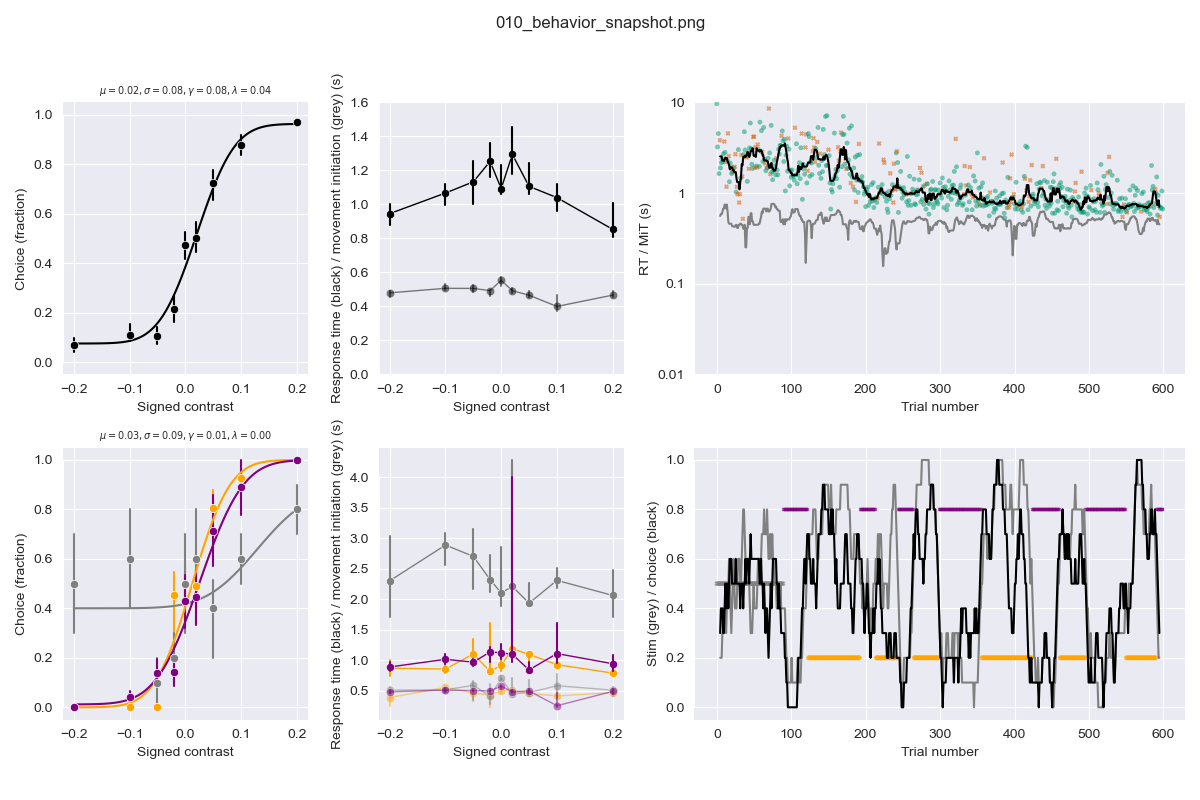 010_behavior_snapshot.png
μ = 0.02, σ = 0.08, γ = 0.08, λ = 0.04
Choice (fraction)
1.0
0.8
0.6
0.4
0.2
0.0
−0.2 −0.1 0.0 0.1 0.2
Signed contrast
Response time (black) / movement initiation (grey) (s)
1.6
1.4
1.2
1.0
0.8
0.6
0.4
0.2
0.0
−0.2 −0.1 0.0 0.1 0.2
Signed contrast
RT / MiT (s)
10
1
0.1
0.01
0 100 200 300 400 500 600
Trial number
μ = 0.03, σ = 0.09, γ = 0.01, λ = 0.00
Choice (fraction)
1.0
0.8
0.6
0.4
0.2
0.0
−0.2 −0.1 0.0 0.1 0.2
Signed contrast
Response time (black) / movement initiation (grey) (s)
4.0
3.5
3.0
2.5
2.0
1.5
1.0
0.5
−0.2 −0.1 0.0 0.1 0.2
Signed contrast
Stim (grey) / choice (black)
1.0
0.8
0.6
0.4
0.2
0.0
0 100 200 300 400 500 600
Trial number